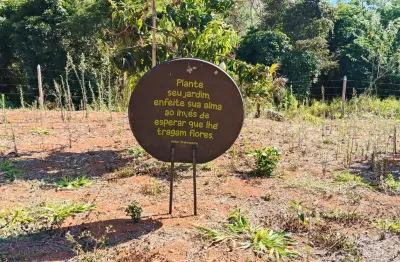 Plante
seu jardim e
enfeite sua alma
ao invés de
esperar que lhe
tragam flores.